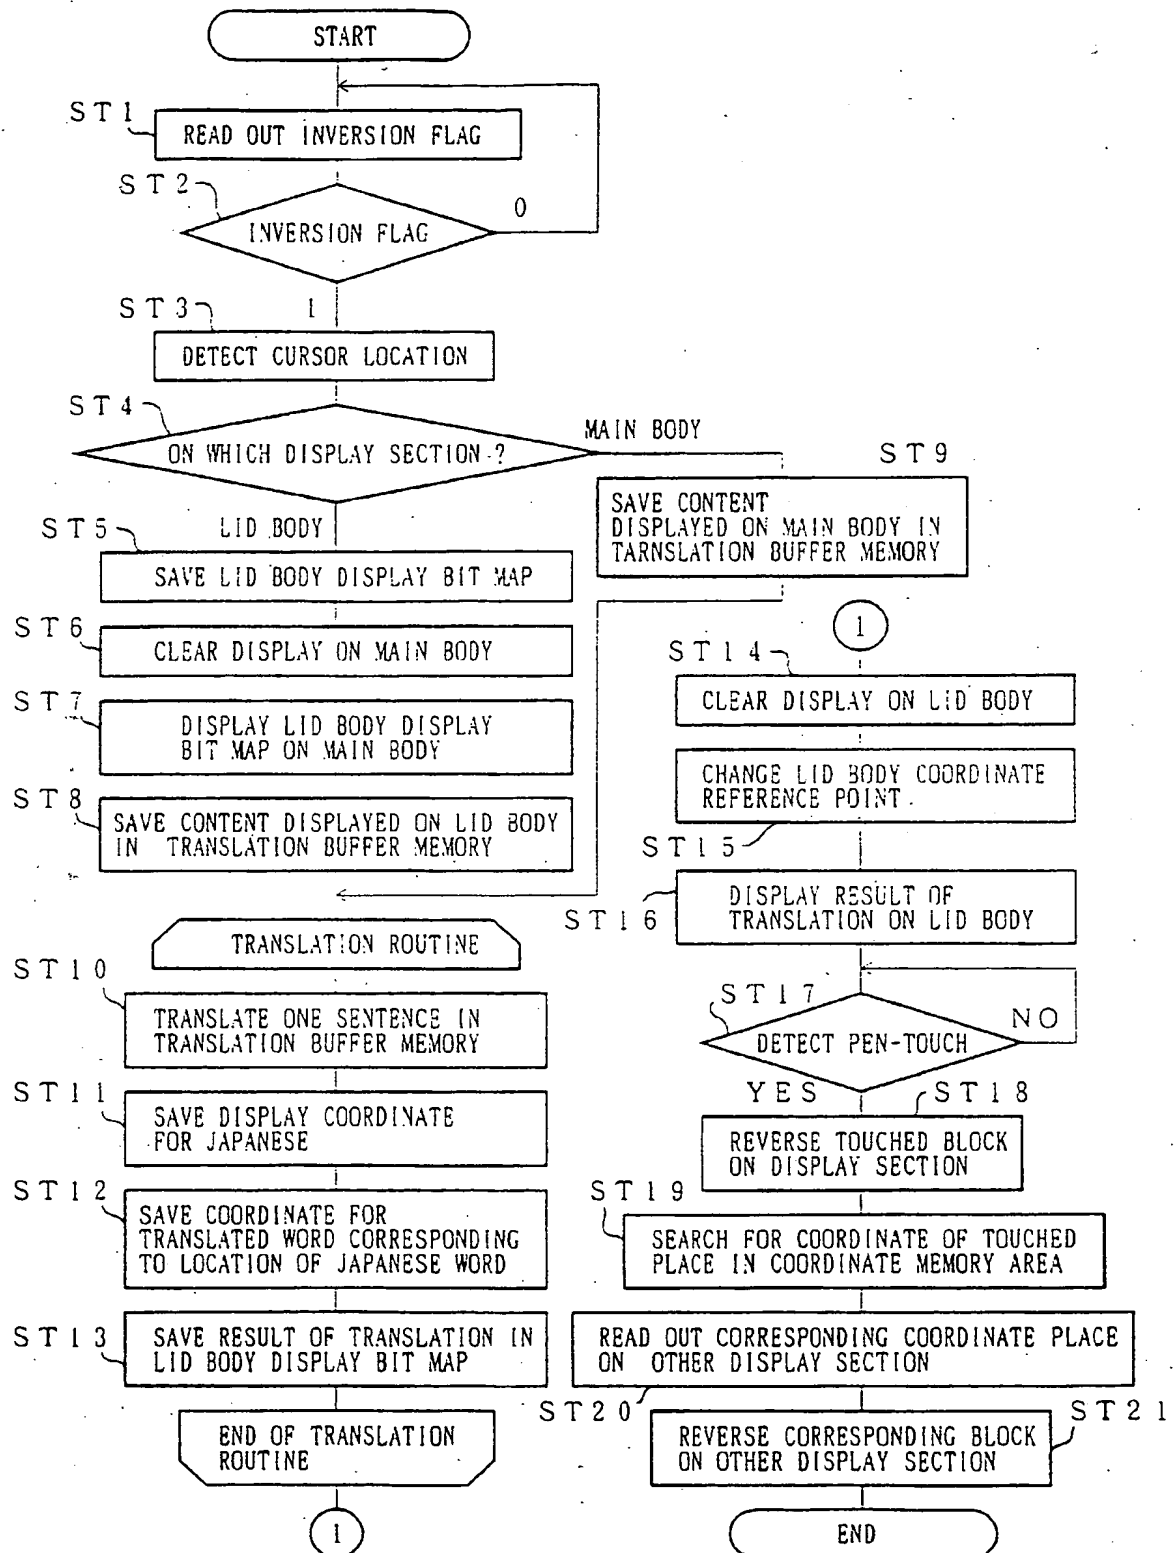 START
ST1
READ OUT INVERSION FLAG
ST2
0
INVERSION FLAG
ST3
1
DETECT CURSOR LOCATION
ST4
MAIN BODY
ON WHICH DISPLAY SECTION ?
ST9
SAVE CONTENT
DISPLAYED ON MAIN BODY IN
TARNSLATION BUFFER MEMORY
ST5
LID BODY
SAVE LID BODY DISPLAY BIT MAP
ST6
CLEAR DISPLAY ON MAIN BODY
ST7
DISPLAY LID BODY DISPLAY
BIT MAP ON MAIN BODY
ST8
SAVE CONTENT DISPLAYED ON LID BODY
IN TRANSLATION BUFFER MEMORY
TRANSLATION ROUTINE
ST10
TRANSLATE ONE SENTENCE IN
TRANSLATION BUFFER MEMORY
ST11
SAVE DISPLAY COORDINATE
FOR JAPANESE
ST12
SAVE COORDINATE FOR
TRANSLATED WORD CORRESPONDING
TO LOCATION OF JAPANESE WORD
ST13
SAVE RESULT OF TRANSLATION IN
LID BODY DISPLAY BIT MAP
END OF TRANSLATION
ROUTINE
1
1
ST14
CLEAR DISPLAY ON LID BODY
CHANGE LID BODY COORDINATE
REFERENCE POINT
ST15
ST16
DISPLAY RESULT OF
TRANSLATION ON LID BODY
ST17
NO
DETECT PEN-TOUCH
YES
ST18
REVERSE TOUCHED BLOCK
ON DISPLAY SECTION
ST19
SEARCH FOR COORDINATE OF TOUCHED
PLACE IN COORDINATE MEMORY AREA
READ OUT CORRESPONDING COORDINATE PLACE
ON OTHER DISPLAY SECTION
ST20
ST21
REVERSE CORRESPONDING BLOCK
ON OTHER DISPLAY SECTION
END